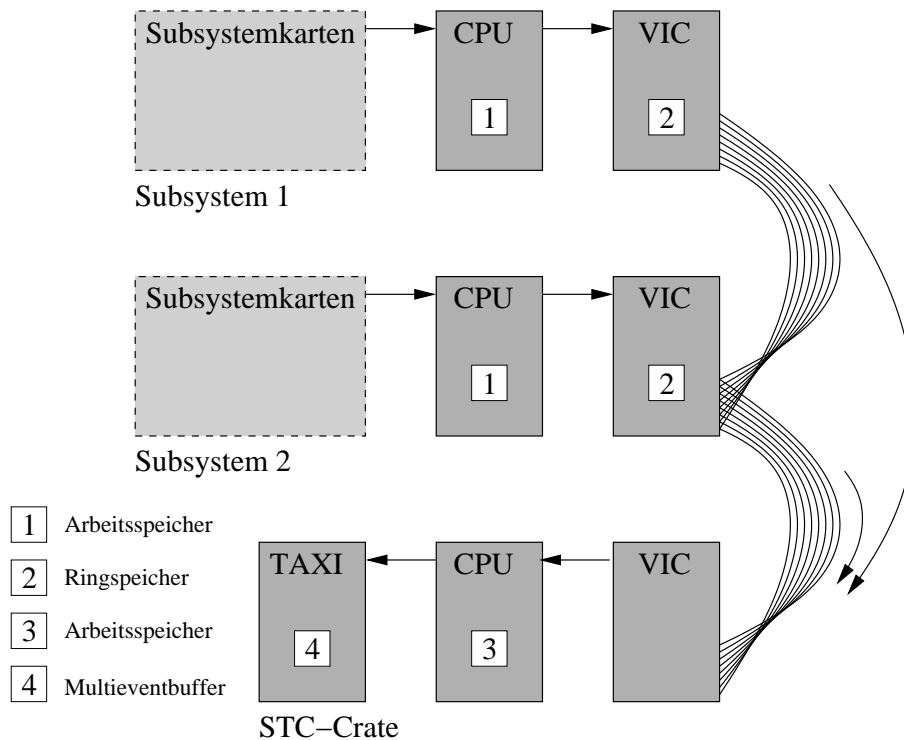 Subsystemkarten
CPU
VIC
1
2
Subsystem 1
Subsystemkarten
CPU
VIC
1
2
Subsystem 2
1 Arbeitsspeicher
2 Ringspeicher
3 Arbeitsspeicher
4 Multieventbuffer
TAXI
CPU
VIC
4
3
STC–Crate